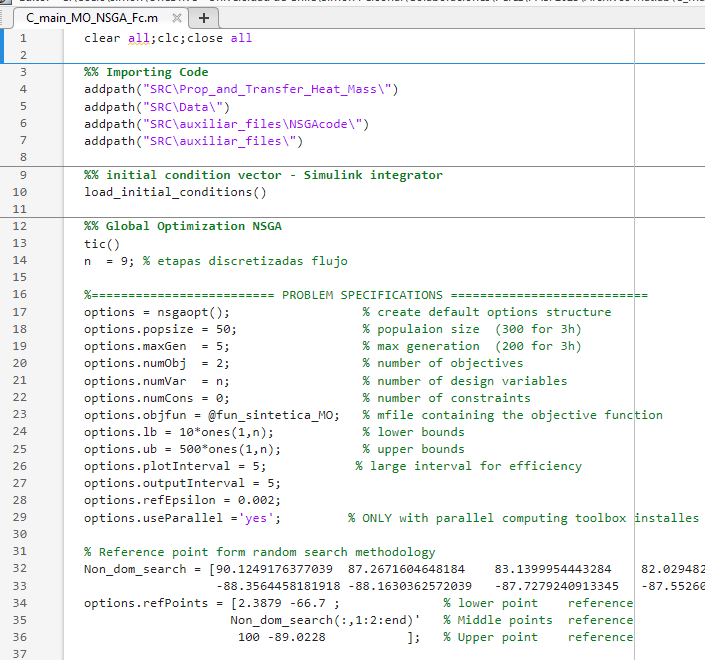 C_main_MO_NSGA_Fc.m × +
1 clear all;clc;close all
2
3 %% Importing Code
4 addpath("SRC\Prop_and_Transfer_Heat_Mass\")
5 addpath("SRC\Data\")
6 addpath("SRC\auxiliar_files\NSGAcode\")
7 addpath("SRC\auxiliar_files\")
8
9 %% initial condition vector - Simulink integrator
10 load_initial_conditions()
11
12 %% Global Optimization NSGA
13 tic()
14 n  = 9; % etapas discretizadas flujo
15
16 %========================= PROBLEM SPECIFICATIONS ===========================
17 options = nsgaopt(); % create default options structure
18 options.popsize = 50; % populaion size (300 for 3h)
19 options.maxGen  = 5; % max generation (200 for 3h)
20 options.numObj  = 2; % number of objectives
21 options.numVar  = n; % number of design variables
22 options.numCons = 0; % number of constraints
23 options.objfun = @fun_sintetica_MO; % mfile containing the objective function
24 options.lb = 10*ones(1,n); % lower bounds
25 options.ub = 500*ones(1,n); % upper bounds
26 options.plotInterval = 5; % large interval for efficiency
27 options.outputInterval = 5;
28 options.refEpsilon = 0.002;
29 options.useParallel ='yes'; % ONLY with parallel computing toolbox installes
30
31 % Reference point form random search methodology
32 Non_dom_search = [90.1249176377039 87.2671604648184 83.1399954443284 82.029482
33 -88.3564458181918 -88.1630362572039 -87.7279240913345 -87.55260
34 options.refPoints = [2.3879 -66.7 ; % lower point reference
35 Non_dom_search(:,1:2:end)' % Middle points reference
36 100 -89.0228 ]; % Upper point reference
37